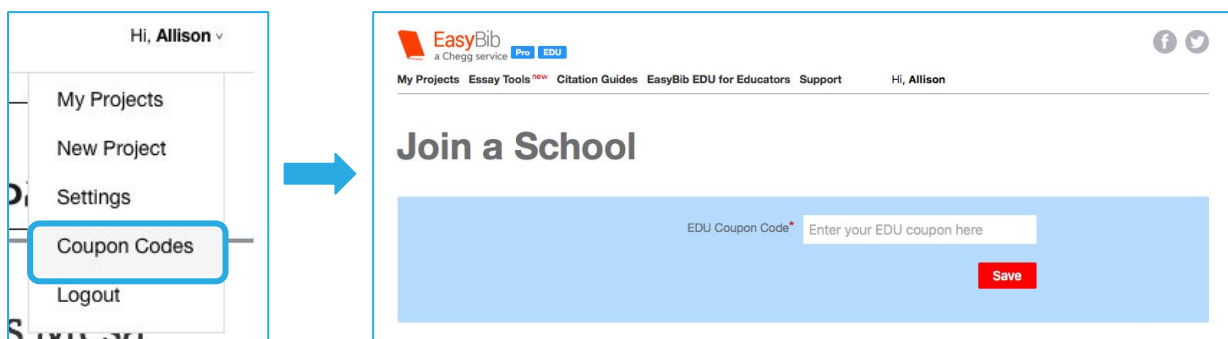 Hi, Allison
My Projects
New Project
Settings
Coupon Codes
Logout
EasyBib
a Chegg service Pro EDU
My Projects Essay Tools new Citation Guides EasyBib EDU for Educators Support Hi, Allison
Join a School
EDU Coupon Code* Enter your EDU coupon here
Save